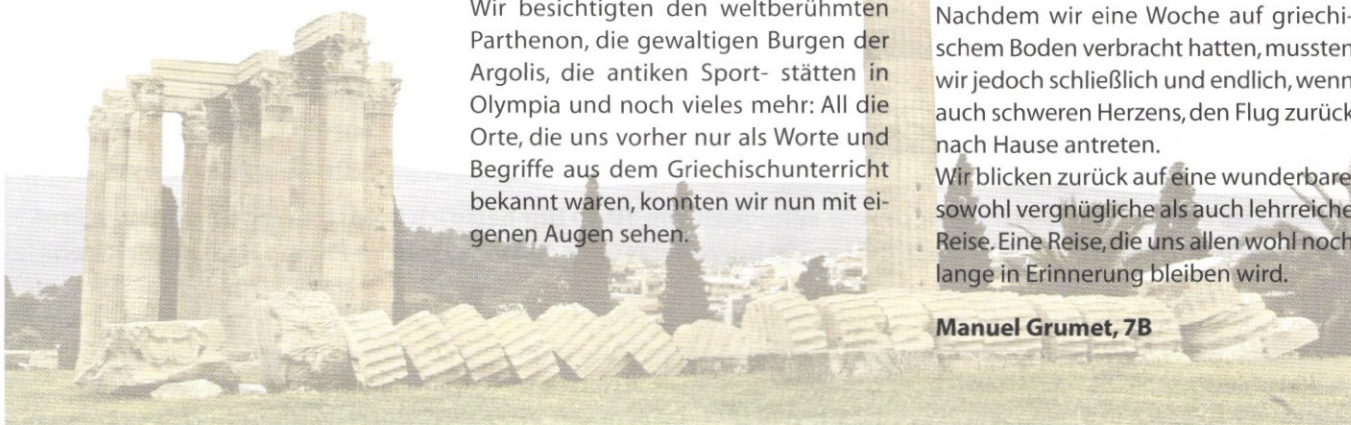 Wir besichtigten den weltberühmten
Parthenon, die gewaltigen Burgen der
Argolis, die antiken Sport- stätten in
Olympia und noch vieles mehr: All die
Orte, die uns vorher nur als Worte und
Begriffe aus dem Griechischunterricht
bekannt waren, konnten wir nun mit ei-
genen Augen sehen.
Nachdem wir eine Woche auf griechi-
schem Boden verbracht hatten, mussten
wir jedoch schließlich und endlich, wenn
auch schweren Herzens, den Flug zurück
nach Hause antreten.
Wir blicken zurück auf eine wunderbare
sowohl vergnügliche als auch lehrreiche
Reise. Eine Reise, die uns allen wohl noch
lange in Erinnerung bleiben wird.
Manuel Grumet, 7B